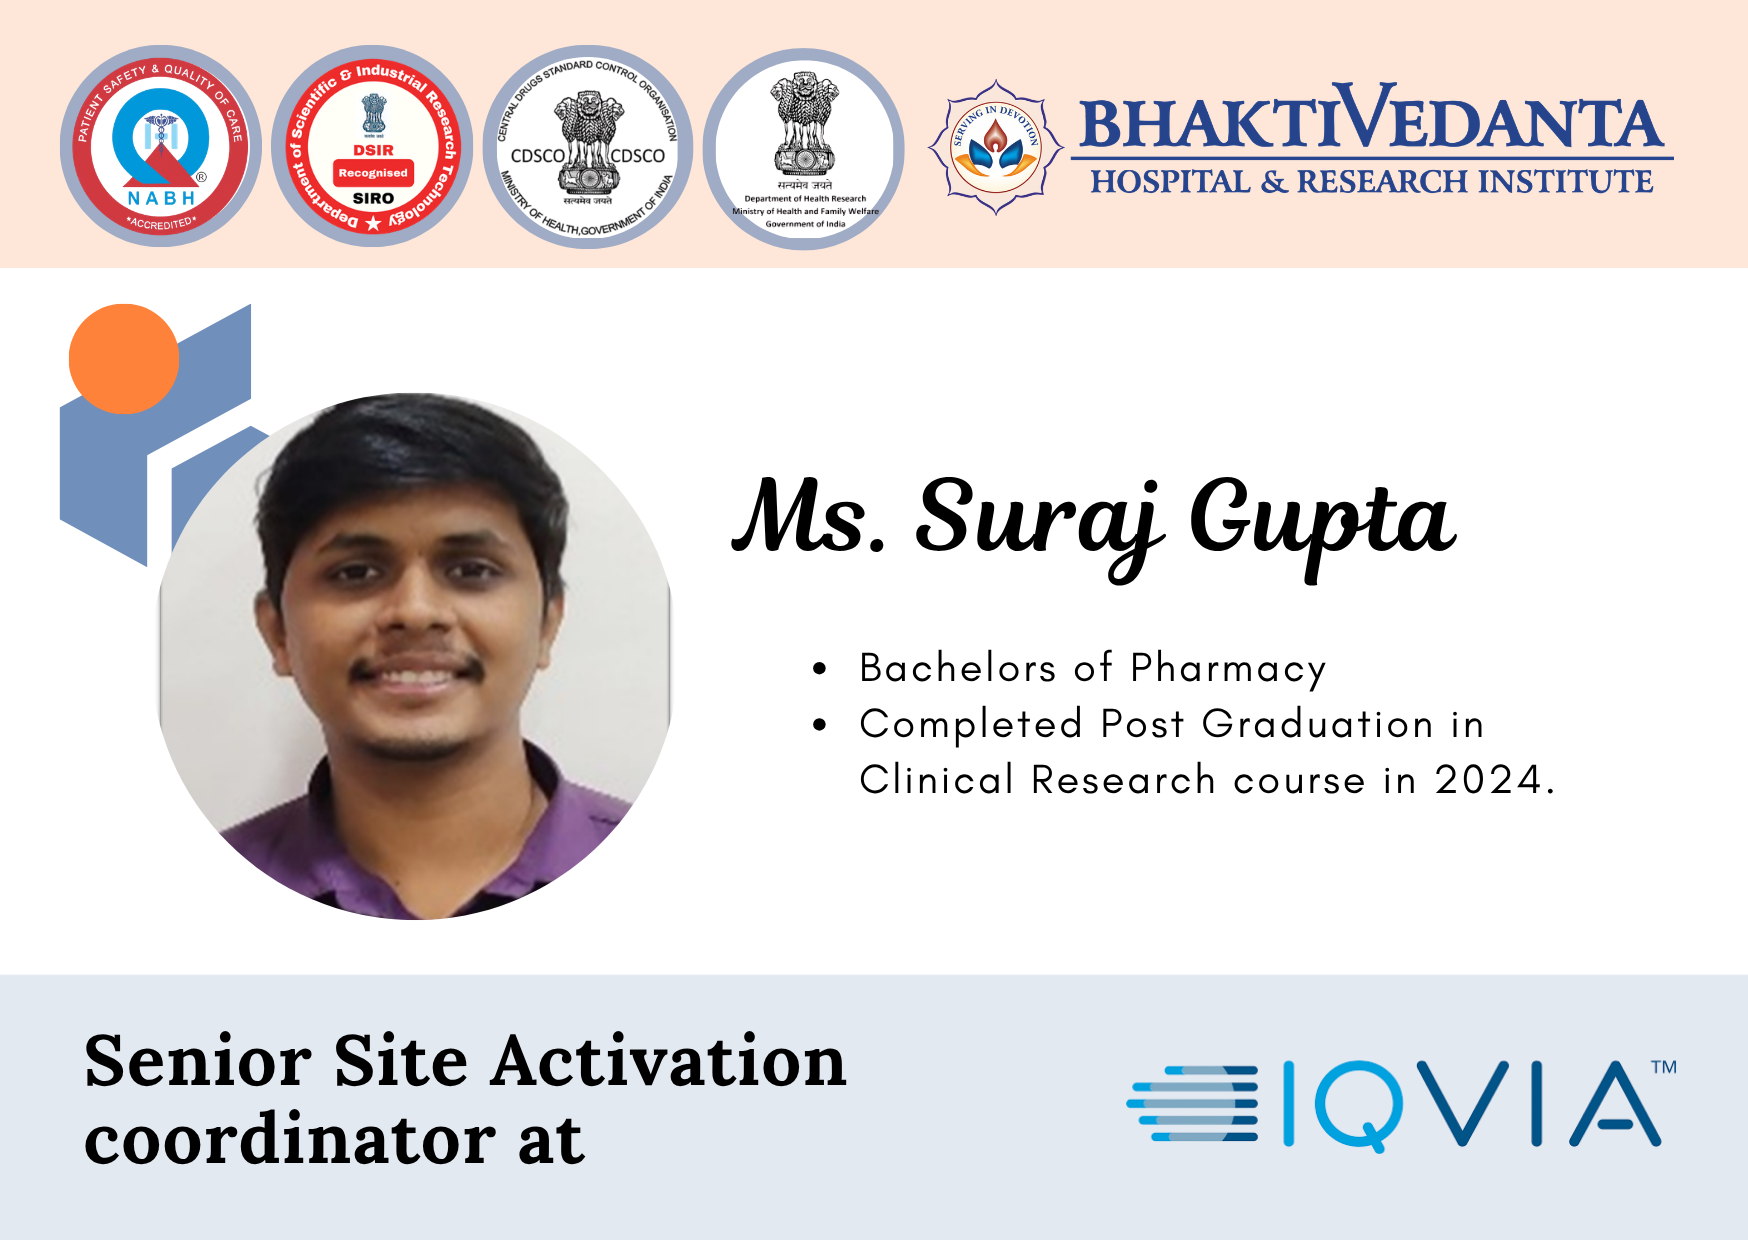 PATIENT SAFETY & QUALITY OF CARE
®
NABH
*ACCREDITED*
Department of Scientific & Industrial Research Technology
DSIR
Recognised
SIRO
CENTRAL DRUGS STANDARD CONTROL ORGANISATION
CDSCO CDSCO
सत्यमेव जयते
MINISTRY OF HEALTH,GOVERNMENT OF INDIA
सत्यमेव जयते
Department of Health Research
Ministry of Health and Family Welfare
Government of India
SERVING IN DEVOTION
BHAKTIVEDANTA
HOSPITAL & RESEARCH INSTITUTE
Ms. Suraj Gupta
• Bachelors of Pharmacy
• Completed Post Graduation in
Clinical Research course in 2024.
Senior Site Activation
coordinator at
IQVIA™